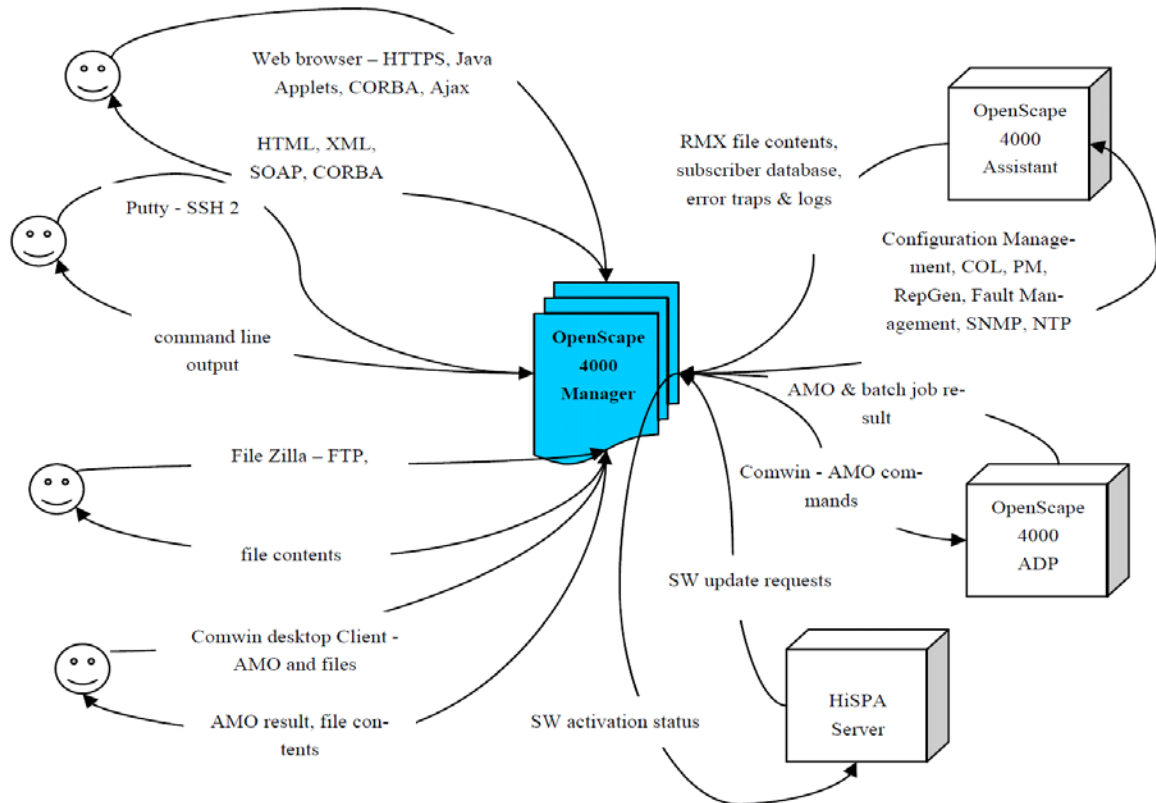 Web browser – HTTPS, Java
Applets, CORBA, Ajax
HTML, XML,
SOAP, CORBA
Putty - SSH 2
command line
output
File Zilla – FTP,
file contents
Comwin desktop Client -
AMO and files
AMO result, file con-
tents
OpenScape
4000
Manager
RMX file contents,
subscriber database,
error traps & logs
OpenScape
4000
Assistant
Configuration Manage-
ment, COL, PM,
RepGen, Fault Man-
agement, SNMP, NTP
AMO & batch job re-
sult
Comwin - AMO com-
mands
OpenScape
4000
ADP
SW update requests
SW activation status
HiSPA
Server